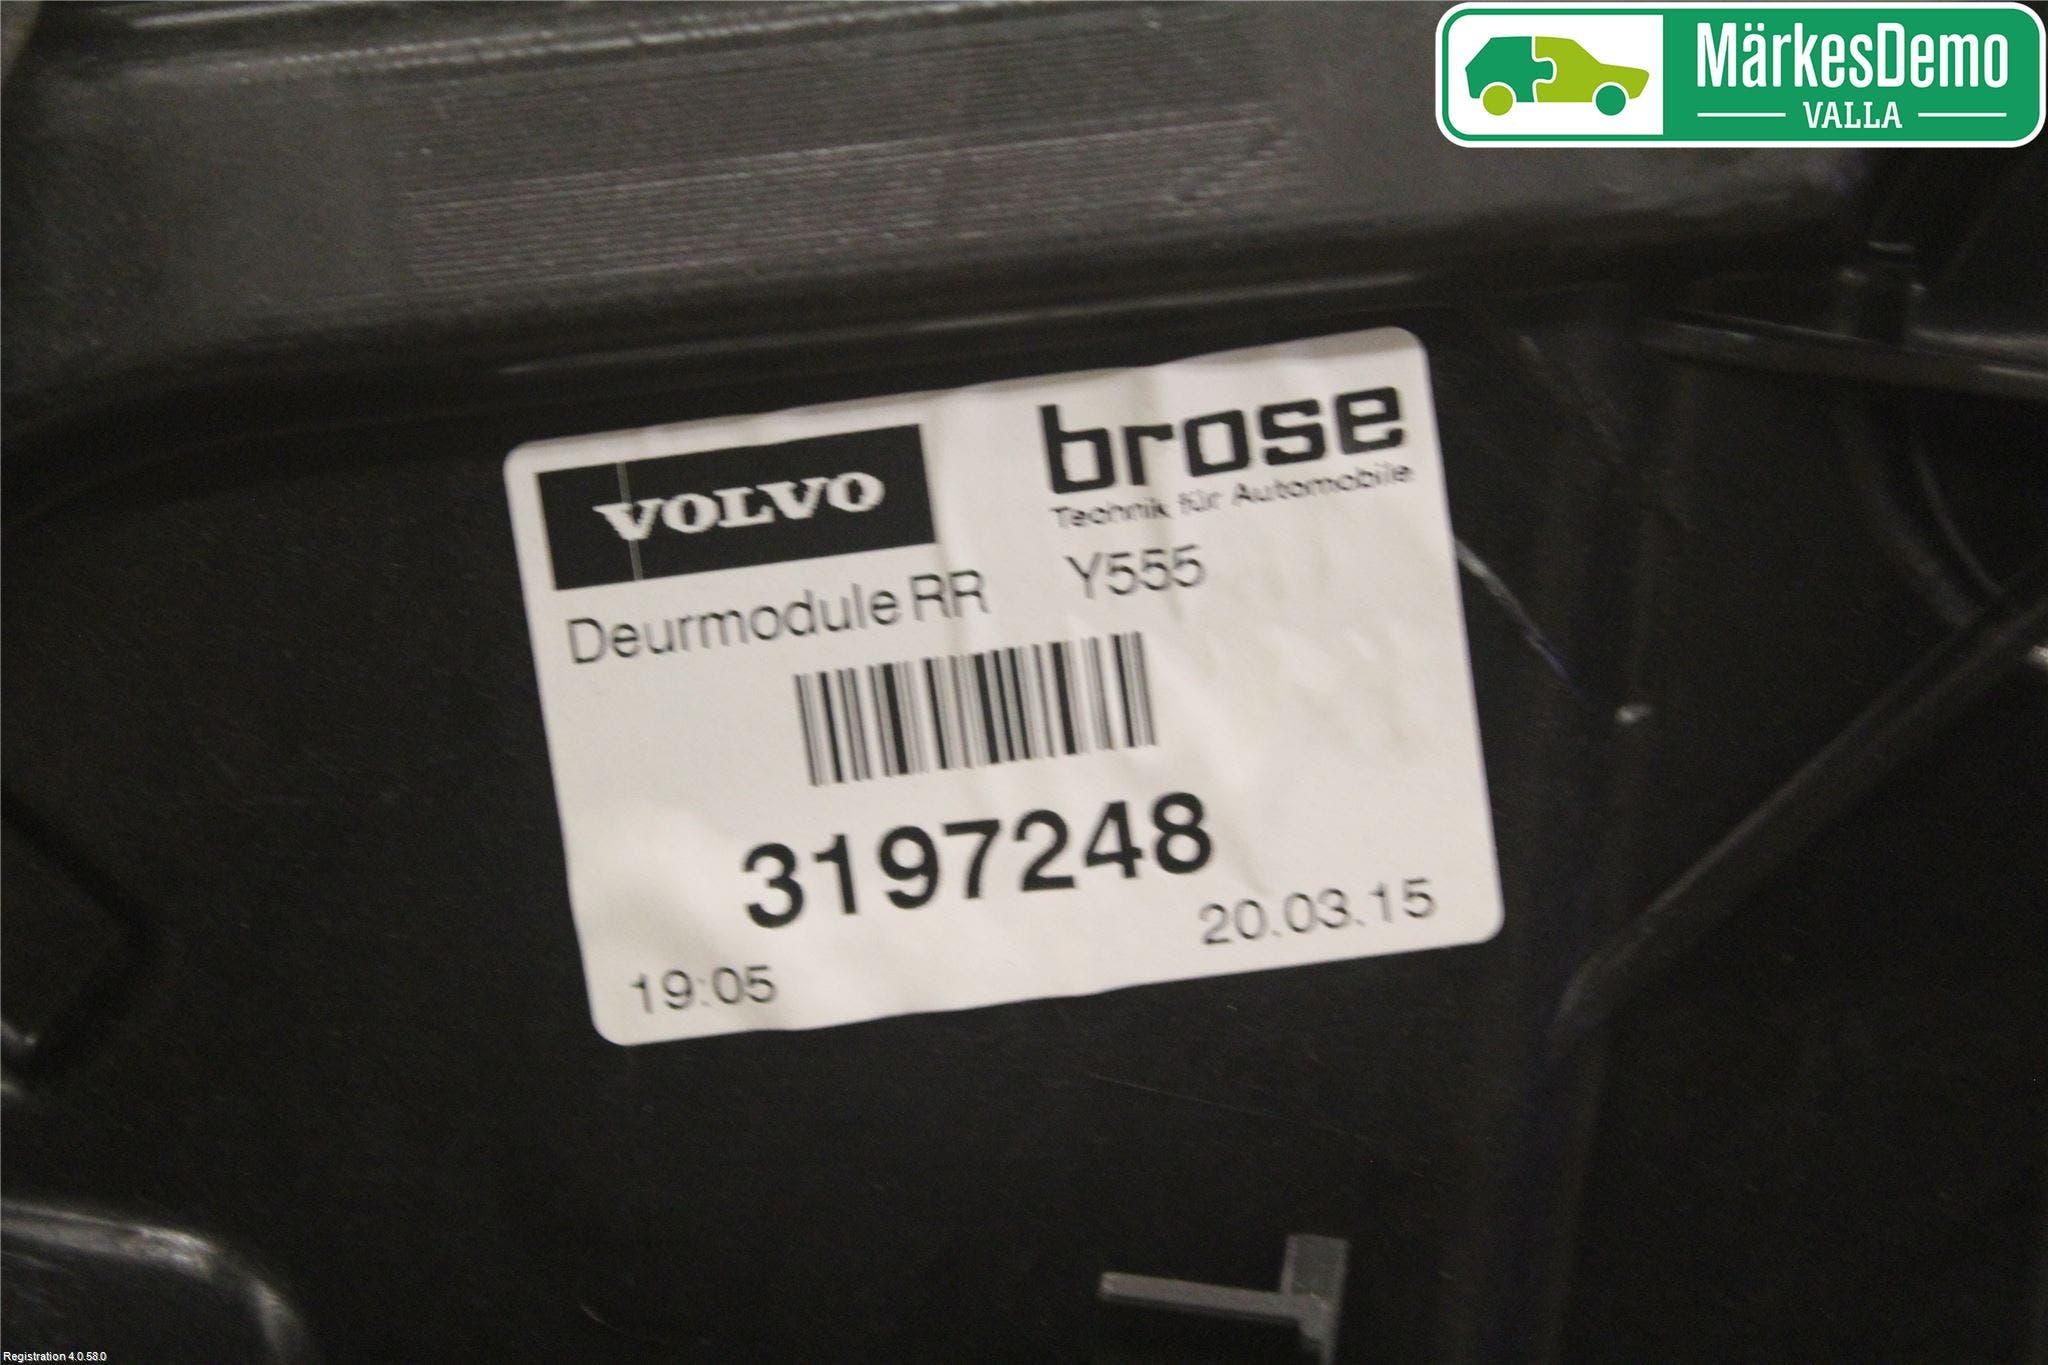 MärkesDemo
VALLA
VOLVO
brose
Technik für Automobile
Deurmodule RR Y555
3197248
20.03.15
19:05
Registration 4.0.58.0